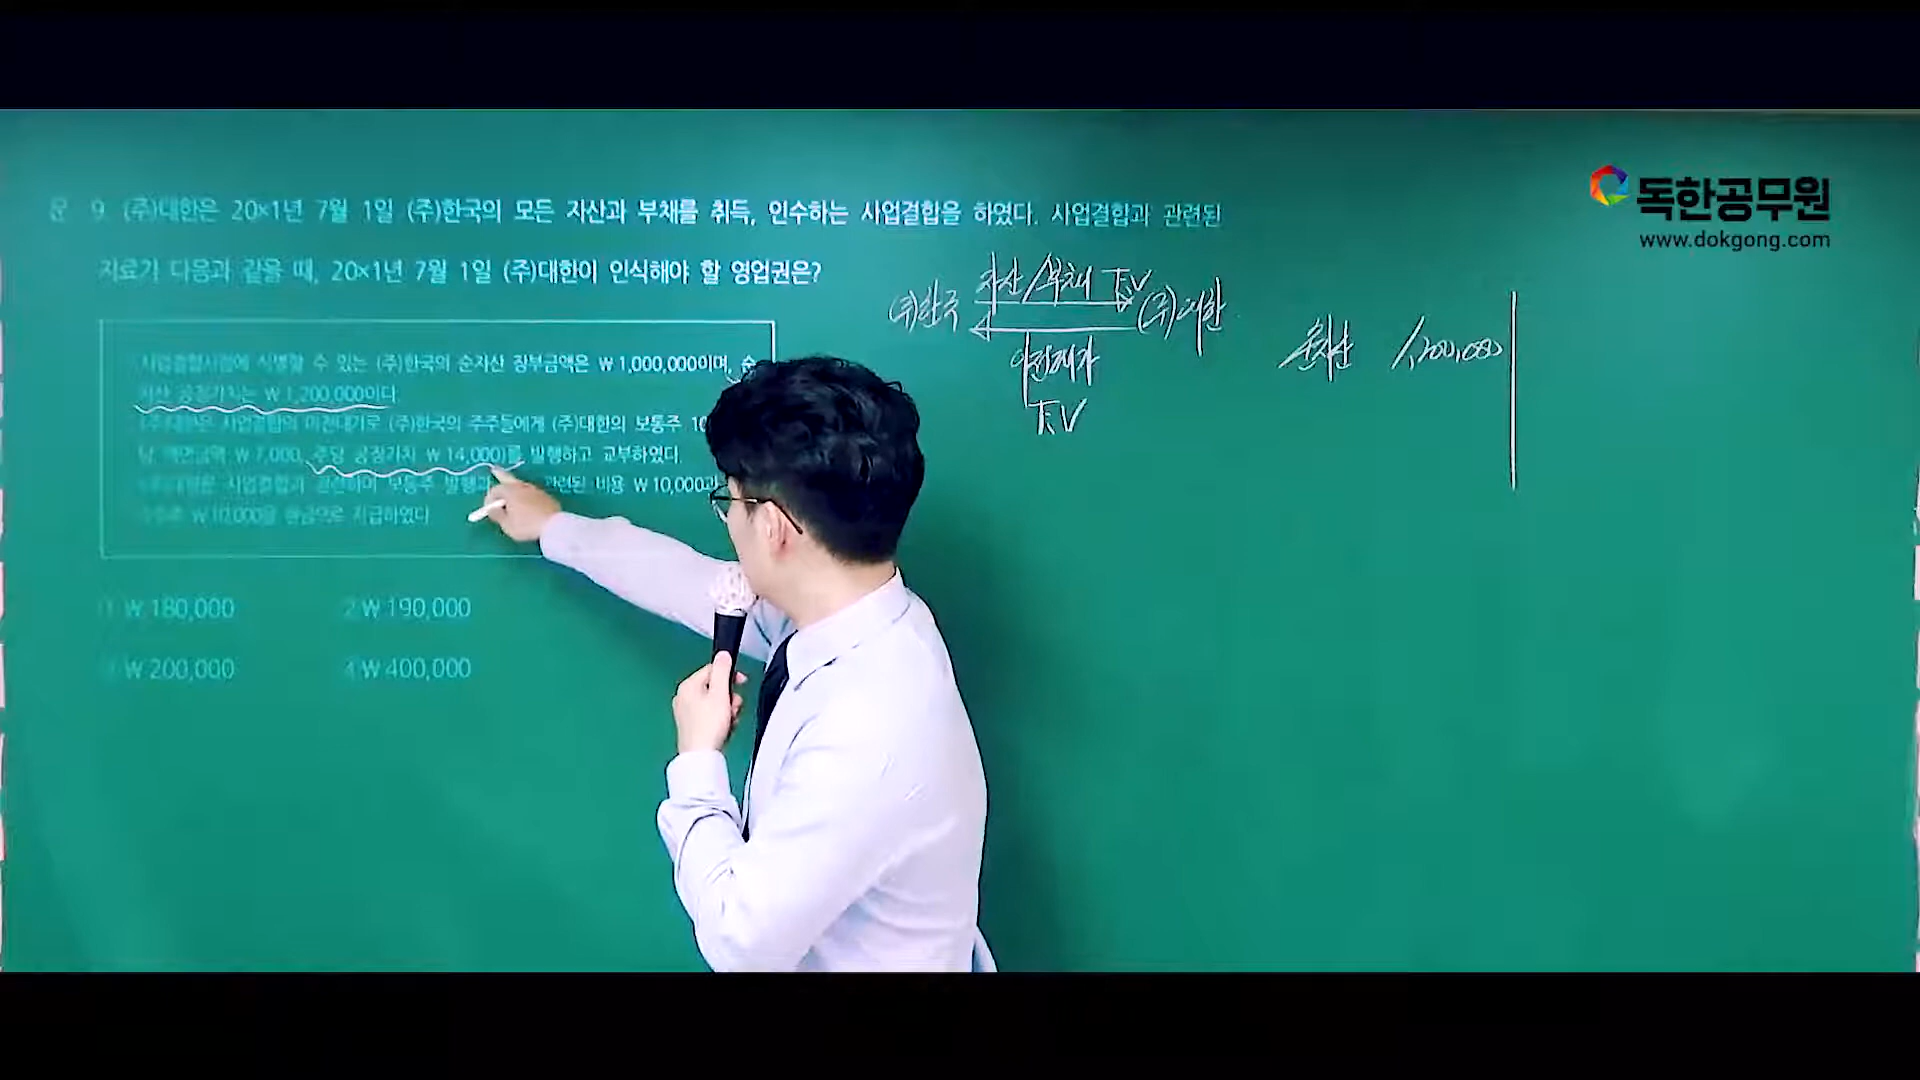 문 9. (주)대한은 20×1년 7월 1일 (주)한국의 모든 자산과 부채를 취득, 인수하는 사업결합을 하였다. 사업결합과 관련된
자료가 다음과 같을 때, 20×1년 7월 1일 (주)대한이 인식해야 할 영업권은?
사업결합시점에 식별할 수 있는 (주)한국의 순자산 장부금액은 ₩1,000,000이며, 순
자산 공정가치는 ₩1,200,000이다.
(주)대한은 사업결합의 이전대가로 (주)한국의 주주들에게 (주)대한의 보통주 10
당 액면금액 ₩7,000, 주당 공정가치 ₩14,000)를 발행하고 교부하였다.
(주)대한은 사업결합과 관련하여 보통주 발행과 관련된 비용 ₩10,000과
₩10,000을 현금으로 지급하였다.
1 ₩180,000
2 ₩190,000
3 ₩200,000
4 ₩400,000
(주)한국
자산/부채 F.V
(주)대한
이전대가
F.V
순자산 1,200,000
독한공무원
www.dokgong.com